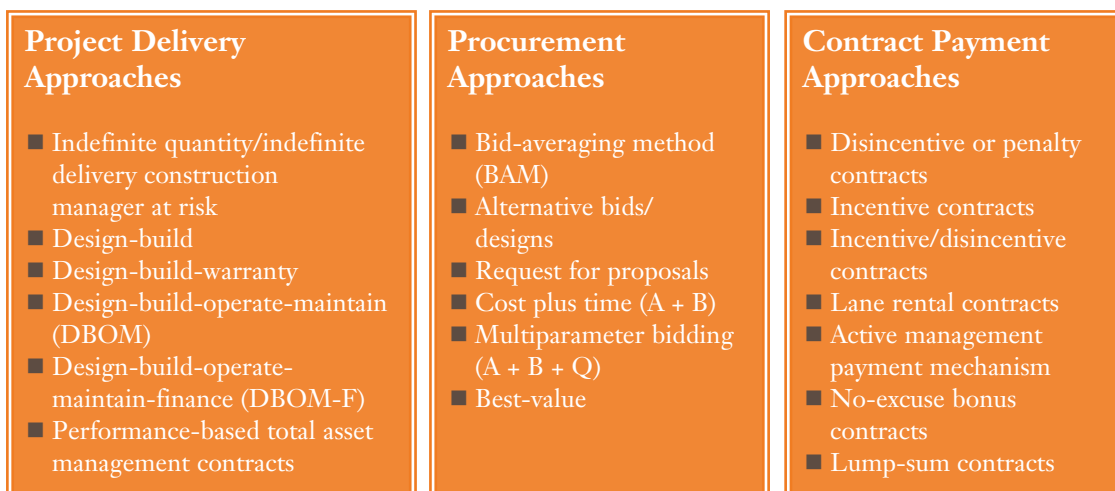 Project Delivery
Approaches
■ Indefinite quantity/indefinite
delivery construction
manager at risk
■ Design-build
■ Design-build-warranty
■ Design-build-operate-maintain
(DBOM)
■ Design-build-operate-
maintain-finance (DBOM-F)
■ Performance-based total asset
management contracts
Procurement
Approaches
■ Bid-averaging method
(BAM)
■ Alternative bids/
designs
■ Request for proposals
■ Cost plus time (A + B)
■ Multiparameter bidding
(A + B + Q)
■ Best-value
Contract Payment
Approaches
■ Disincentive or penalty
contracts
■ Incentive contracts
■ Incentive/disincentive
contracts
■ Lane rental contracts
■ Active management
payment mechanism
■ No-excuse bonus
contracts
■ Lump-sum contracts